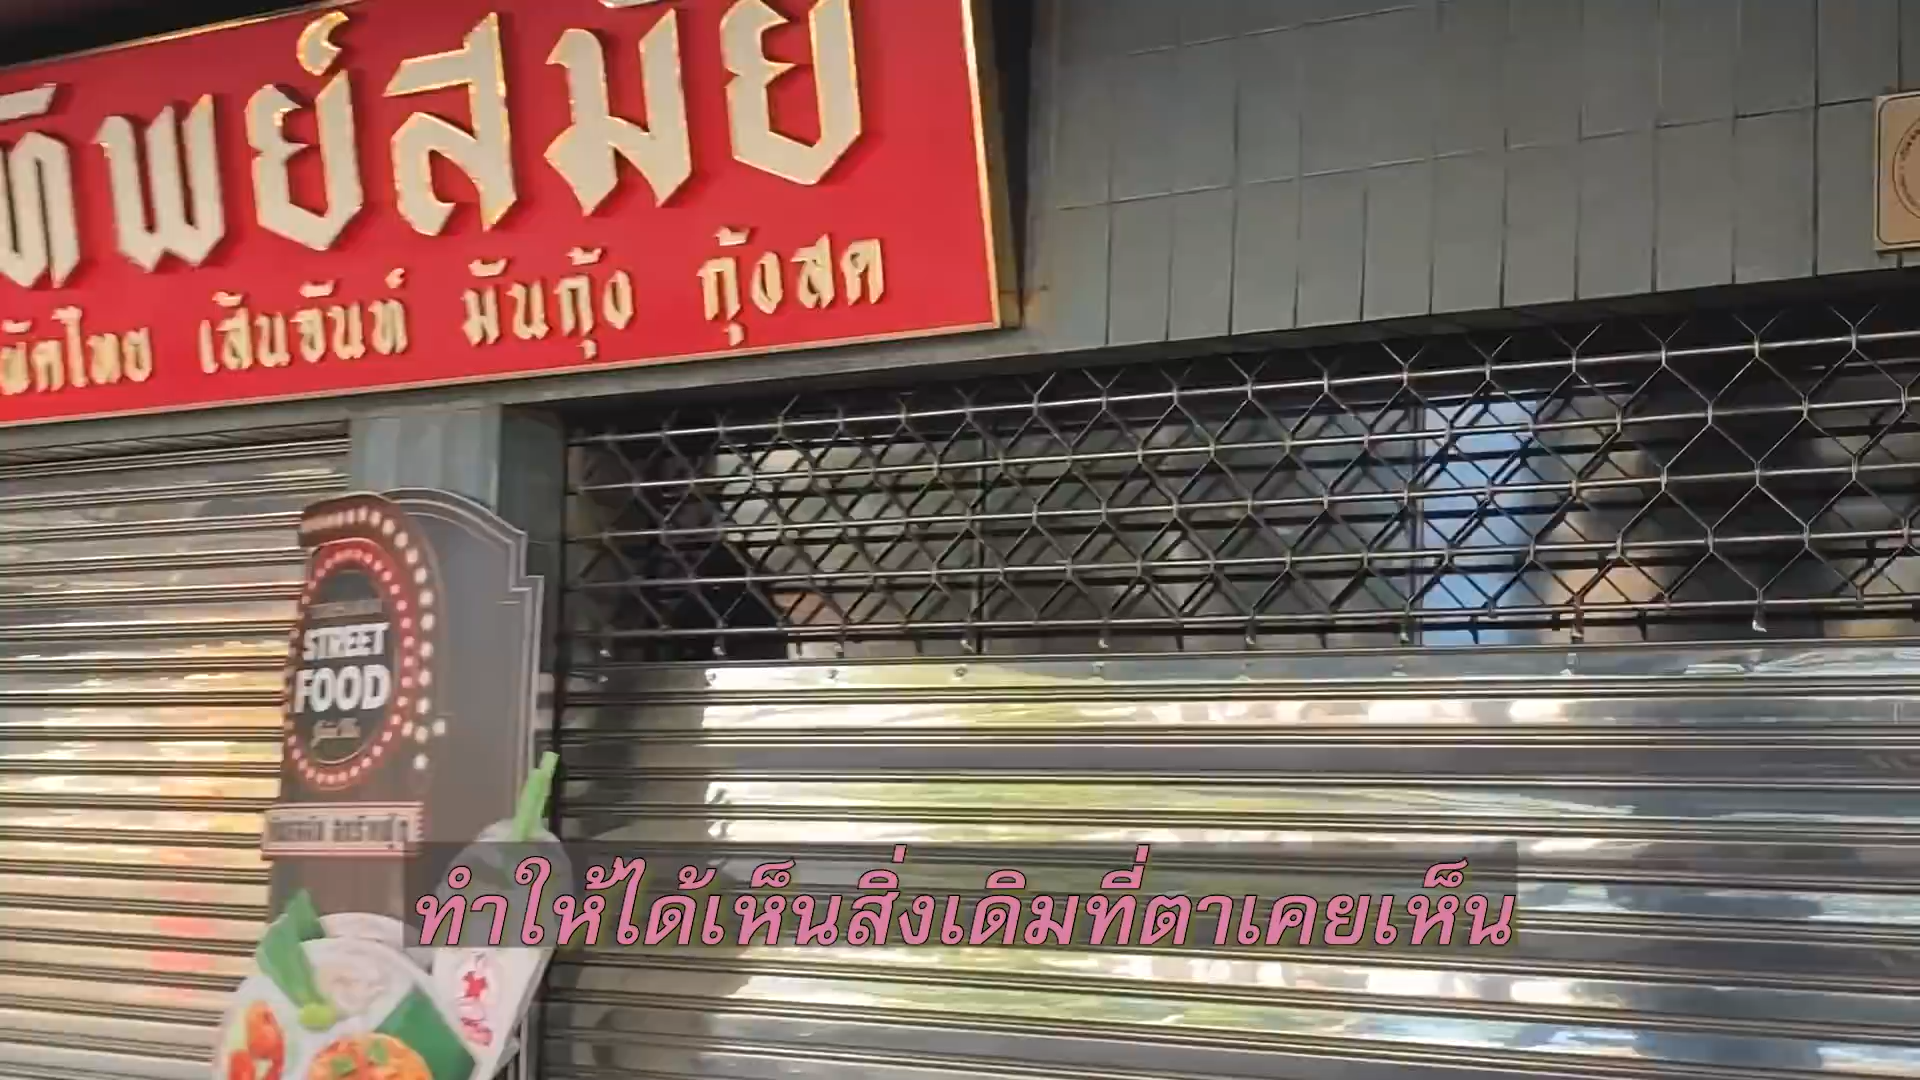 ทิพย์สมัย
ผัดไทย เส้นจันท์ มันกุ้ง กุ้งสด
STREET
FOOD
ทำให้ได้เห็นสิ่งเดิมที่ตาเคยเห็น